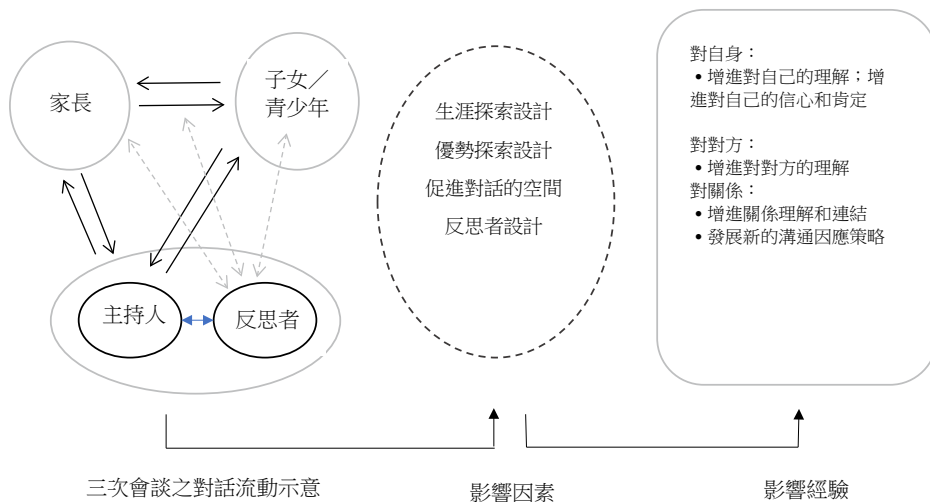 家長
子女／
青少年
主持人
反思者
生涯探索設計
優勢探索設計
促進對話的空間
反思者設計
對自身：
• 增進對自己的理解；增
進對自己的信心和肯定
對對方：
• 增進對對方的理解
對關係：
• 增進關係理解和連結
• 發展新的溝通因應策略
三次會談之對話流動示意
影響因素
影響經驗